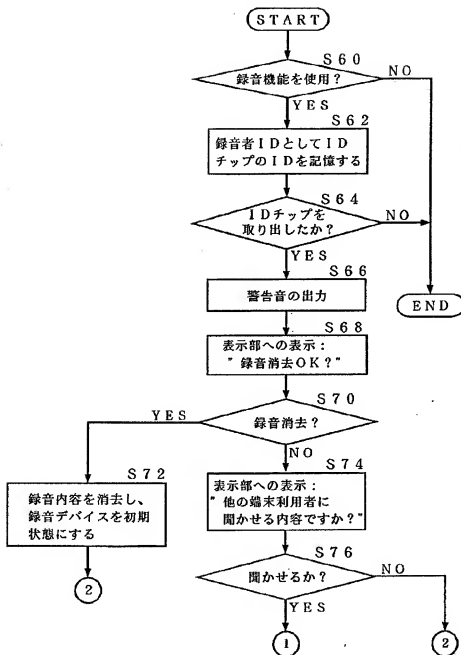 START
S60
録音機能を使用?
NO
YES
S62
録音者IDとしてID
チップのIDを記憶する
S64
IDチップを
取り出したか?
NO
YES
S66
警告音の出力
END
S68
表示部への表示:
"録音消去OK?"
S70
YES
録音消去?
NO
S72
録音内容を消去し、
録音デバイスを初期
状態にする
S74
表示部への表示:
"他の端末利用者に
聞かせる内容ですか?"
S76
聞かせるか?
NO
YES
2
1
2